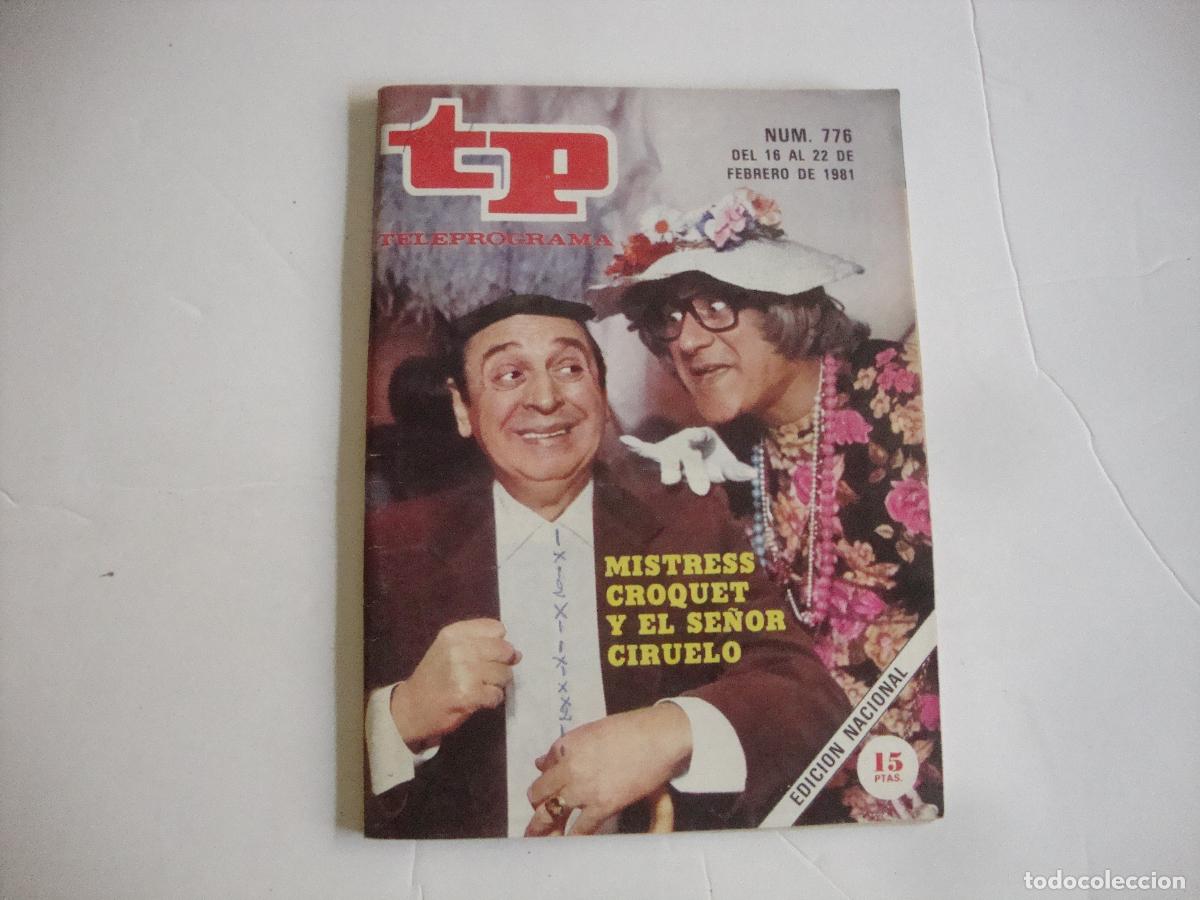 tp
TELEPROGRAMA
NUM. 776
DEL 16 AL 22 DE
FEBRERO DE 1981
MISTRESS
CROQUET
Y EL SEÑOR
CIRUELO
EDICION NACIONAL
15
PTAS.
todocoleccion